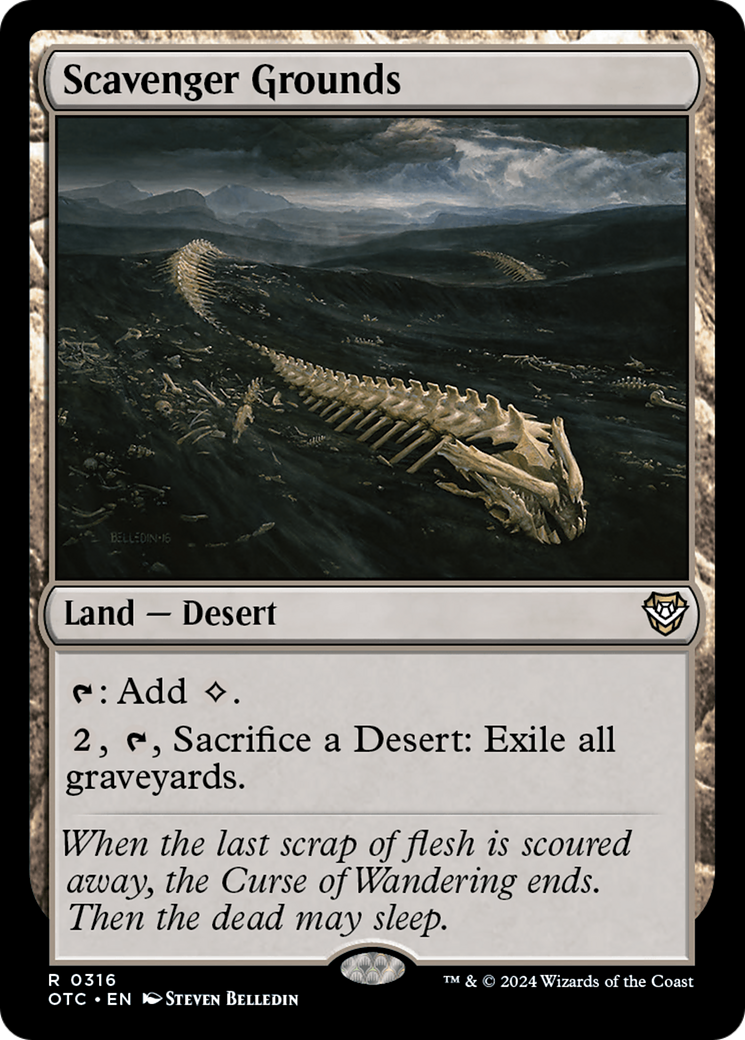 Scavenger Grounds
BELLEDIN·16
Land — Desert
: Add .
2, , Sacrifice a Desert: Exile all
graveyards.
When the last scrap of flesh is scoured
away, the Curse of Wandering ends.
Then the dead may sleep.
R 0316
OTC • EN Steven Belledin
™ & © 2024 Wizards of the Coast